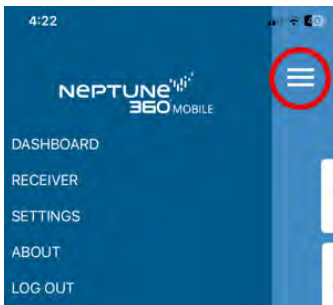 4:22
NEPTUNE
360 MOBILE
DASHBOARD
RECEIVER
SETTINGS
ABOUT
LOG OUT